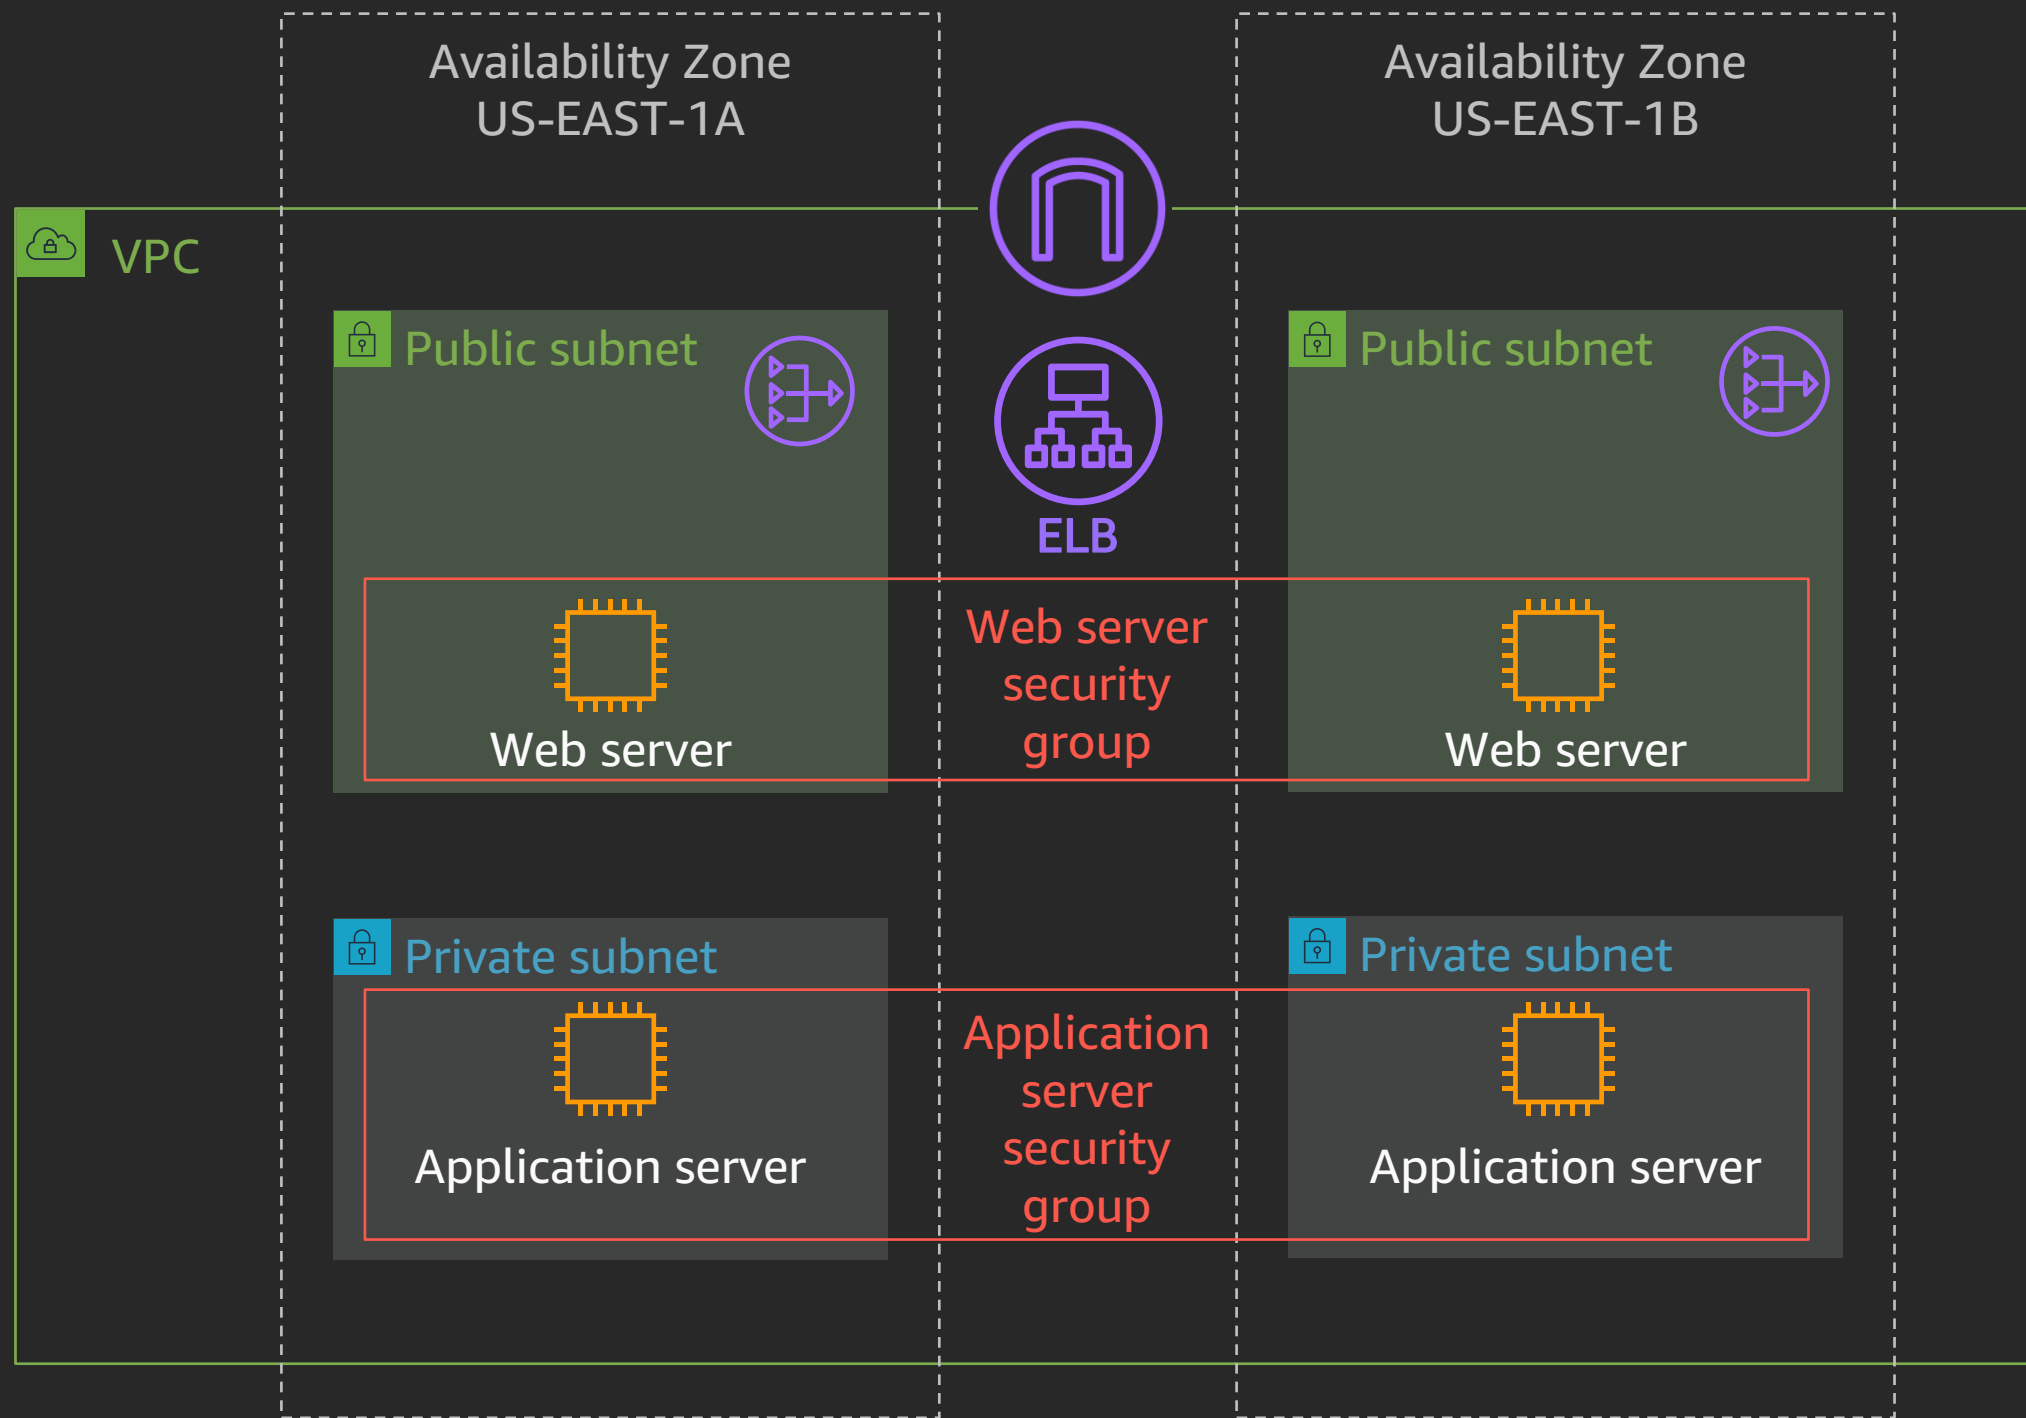 Availability Zone
US-EAST-1A
Availability Zone
US-EAST-1B
VPC
Public subnet
Public subnet
ELB
Web server
security
group
Web server
Web server
Private subnet
Private subnet
Application
server
security
group
Application server
Application server